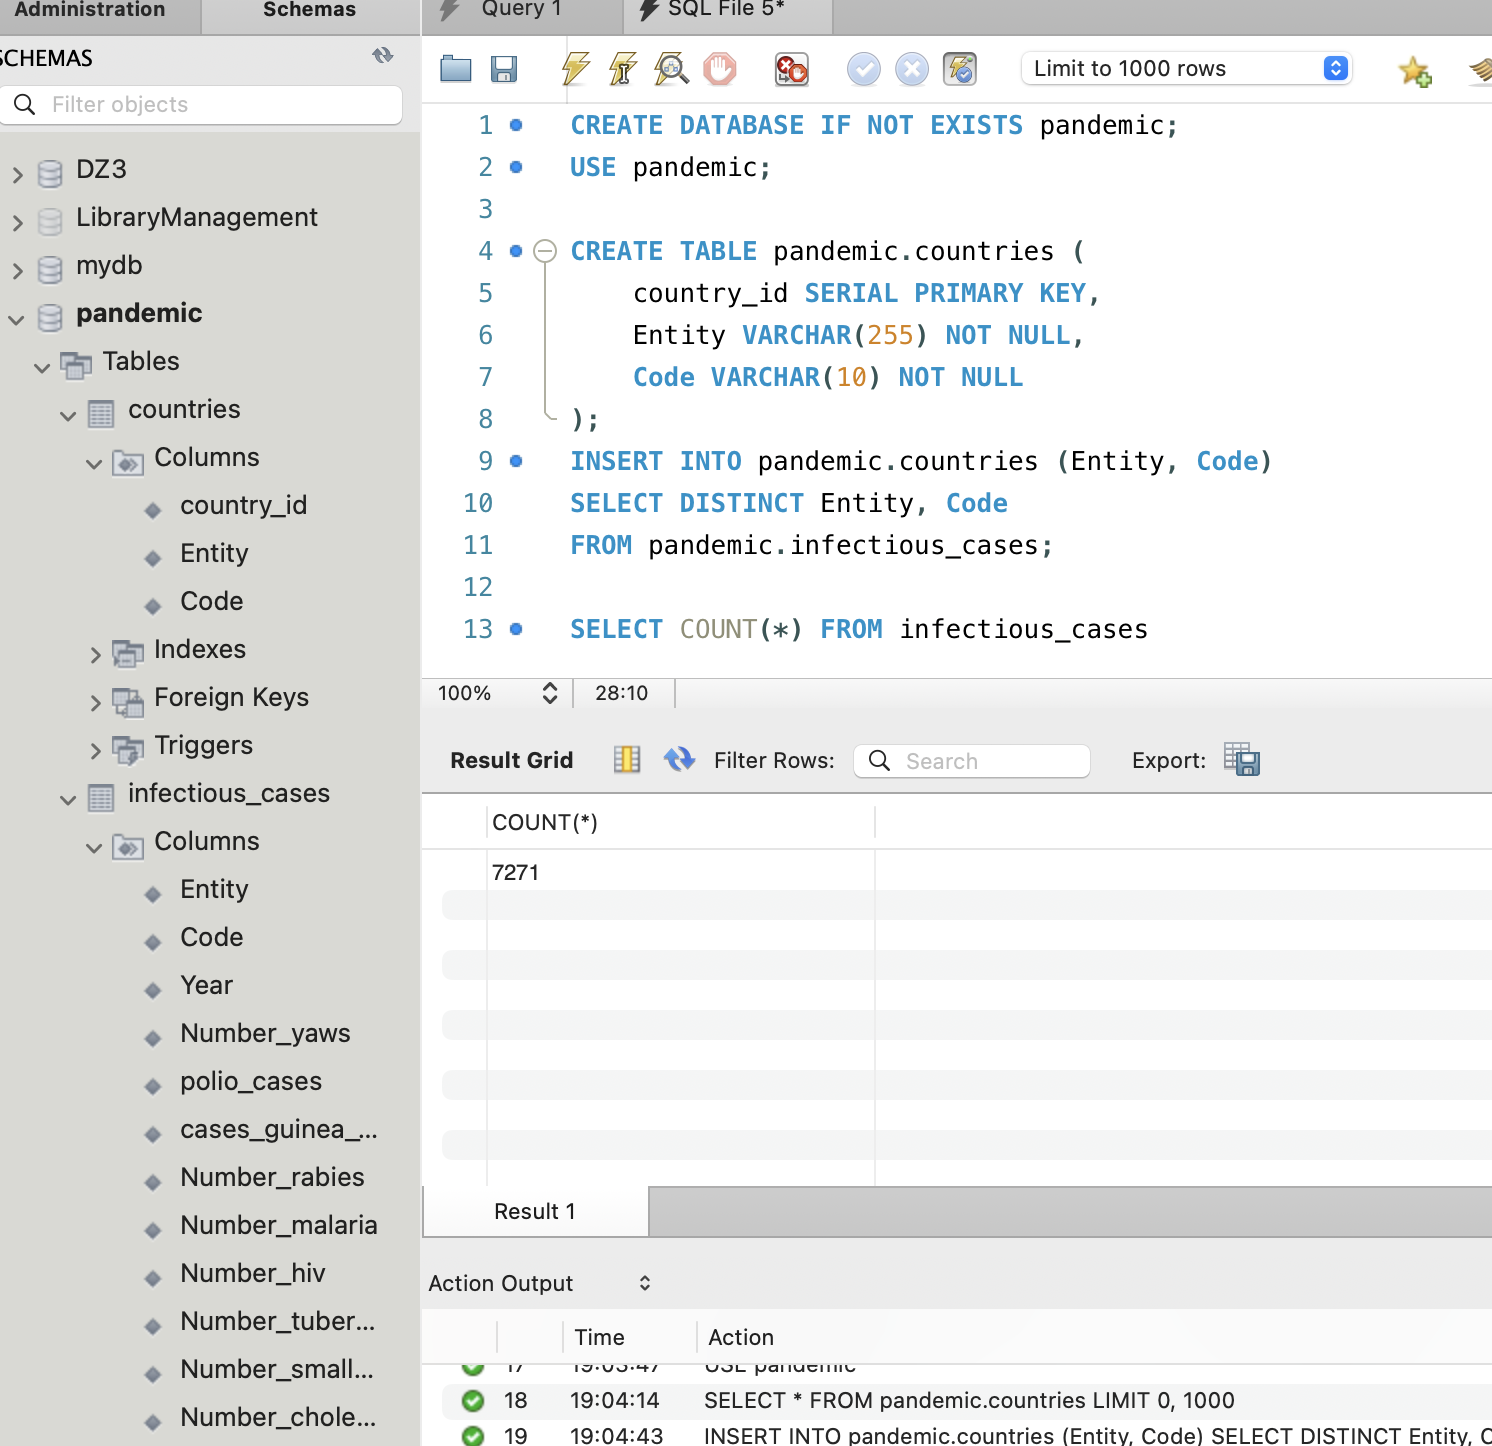 Administration
Schemas
SCHEMAS
Filter objects
DZ3
LibraryManagement
mydb
pandemic
Tables
countries
Columns
country_id
Entity
Code
Indexes
Foreign Keys
Triggers
infectious_cases
Columns
Entity
Code
Year
Number_yaws
polio_cases
cases_guinea_...
Number_rabies
Number_malaria
Number_hiv
Number_tuber...
Number_small...
Number_chole...
Query 1
SQL File 5*
Limit to 1000 rows
1 CREATE DATABASE IF NOT EXISTS pandemic;
2 USE pandemic;
3
4 CREATE TABLE pandemic.countries (
5 country_id SERIAL PRIMARY KEY,
6 Entity VARCHAR(255) NOT NULL,
7 Code VARCHAR(10) NOT NULL
8 );
9 INSERT INTO pandemic.countries (Entity, Code)
10 SELECT DISTINCT Entity, Code
11 FROM pandemic.infectious_cases;
12
13 SELECT COUNT(*) FROM infectious_cases
100% 28:10
Result Grid Filter Rows: Search Export:
COUNT(*)
7271
Result 1
Action Output
Time Action
17 19:03:47 USE pandemic
18 19:04:14 SELECT * FROM pandemic.countries LIMIT 0, 1000
19 19:04:43 INSERT INTO pandemic.countries (Entity, Code) SELECT DISTINCT Entity, C